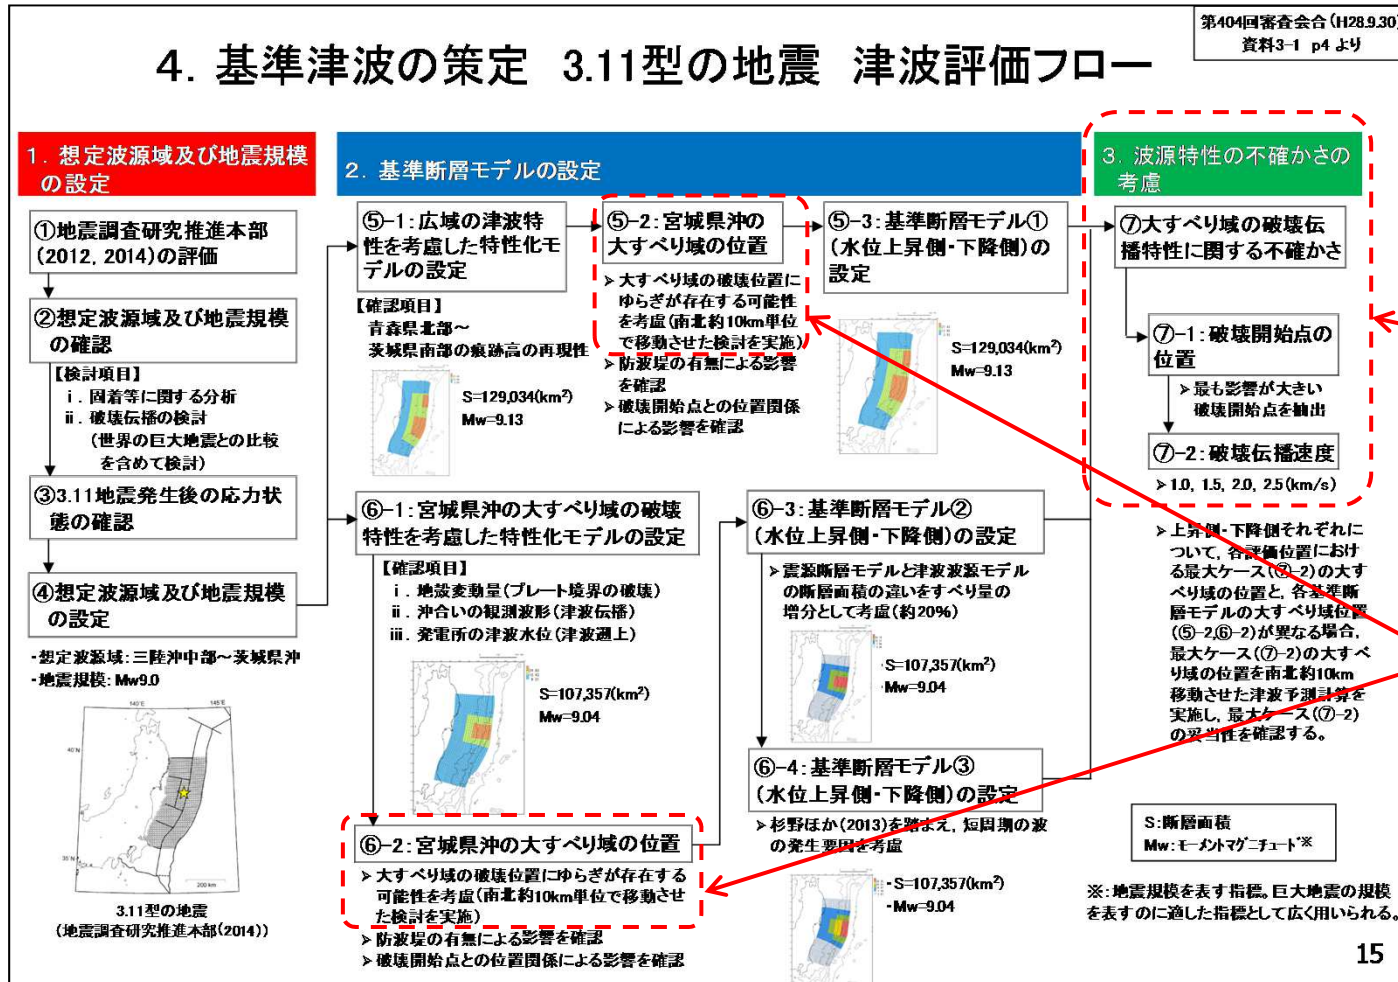 第404回審査会合(H28.9.30)
資料3-1 p4 より
4. 基準津波の策定 3.11型の地震 津波評価フロー
1. 想定波源域及び地震規模
の設定
①地震調査研究推進本部
(2012, 2014)の評価
②想定波源域及び地震規模
の確認
【検討項目】
ⅰ. 固着等に関する分析
ⅱ. 破壊伝播の検討
(世界の巨大地震との比較
を含めて検討)
③3.11地震発生後の応力状
態の確認
④想定波源域及び地震規模
の設定
-想定波源域:三陸沖中部~茨城県沖
-地震規模:Mw9.0
140°E
145°E
40°N
35°N
200 km
3.11型の地震
(地震調査研究推進本部(2014))
2. 基準断層モデルの設定
⑤-1:広域の津波特
性を考慮した特性化モ
デルの設定
【確認項目】
青森県北部~
茨城県南部の痕跡高の再現性
S=129,034(km²)
Mw=9.13
⑤-2:宮城県沖の
大すべり域の位置
➢大すべり域の破壊位置に
ゆらぎが存在する可能性
を考慮(南北約10km単位
で移動させた検討を実施)
➢防波堤の有無による影響
を確認
➢破壊開始点との位置関係
による影響を確認
⑤-3:基準断層モデル①
(水位上昇側・下降側)の
設定
S=129,034(km²)
Mw=9.13
⑥-1:宮城県沖の大すべり域の破壊
特性を考慮した特性化モデルの設定
【確認項目】
ⅰ. 地殻変動量(プレート境界の破壊)
ⅱ. 沖合いの観測波形(津波伝播)
ⅲ. 発電所の津波水位(津波遡上)
S=107,357(km²)
Mw=9.04
⑥-2:宮城県沖の大すべり域の位置
➢大すべり域の破壊位置にゆらぎが存在する
可能性を考慮(南北約10km単位で移動させ
た検討を実施)
➢防波堤の有無による影響を確認
➢破壊開始点との位置関係による影響を確認
⑥-3:基準断層モデル②
(水位上昇側・下降側)の設定
➢震源断層モデルと津波波源モデル
の断層面積の違いをすべり量の
増分として考慮(約20%)
-S=107,357(km²)
-Mw=9.04
⑥-4:基準断層モデル③
(水位上昇側・下降側)の設定
➢杉野ほか(2013)を踏まえ, 短周期の波
の発生要因を考慮
-S=107,357(km²)
-Mw=9.04
3. 波源特性の不確かさの
考慮
⑦大すべり域の破壊伝
播特性に関する不確かさ
⑦-1:破壊開始点の
位置
➢最も影響が大きい
破壊開始点を抽出
⑦-2:破壊伝播速度
➢1.0, 1.5, 2.0, 2.5(km/s)
➢上昇側・下降側それぞれに
ついて, 各評価位置におけ
る最大ケース(⑦-2)の大す
べり域の位置と, 各基準断
層モデルの大すべり域位置
(⑤-2,⑥-2)が異なる場合,
最大ケース(⑦-2)の大すべ
り域の位置を南北約10km
移動させた津波予測計算を
実施し, 最大ケース(⑦-2)
の妥当性を確認する。
S:断層面積
Mw:モーメントマグニチュード※
※:地震規模を表す指標。巨大地震の規模
を表すのに適した指標として広く用いられる。
15